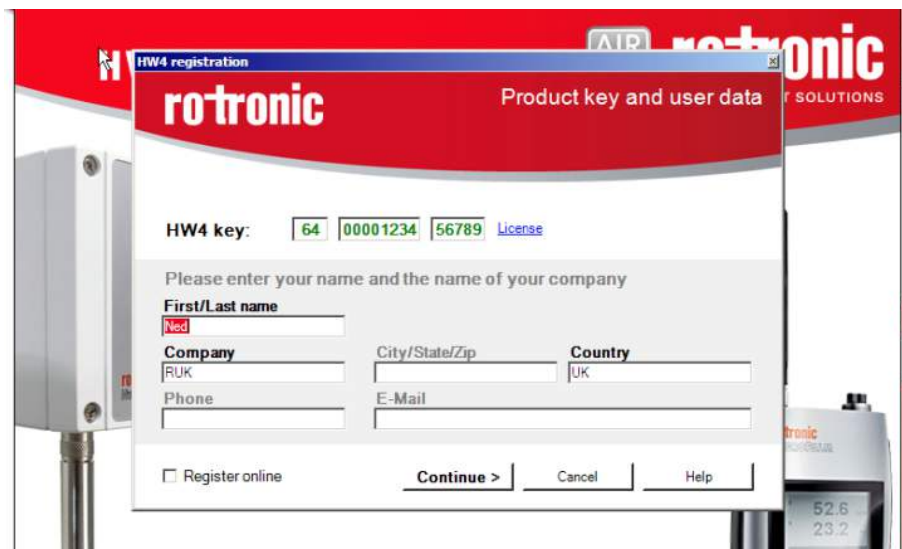 HW4 registration
rotronic
Product key and user data
HW4 key: 64 00001234 56789 License
Please enter your name and the name of your company
First/Last name
Ned
Company City/State/Zip Country
RUK UK
Phone E-Mail
Register online Continue > Cancel Help
AIR
SOLUTIONS
rotronic
52.6
23.2